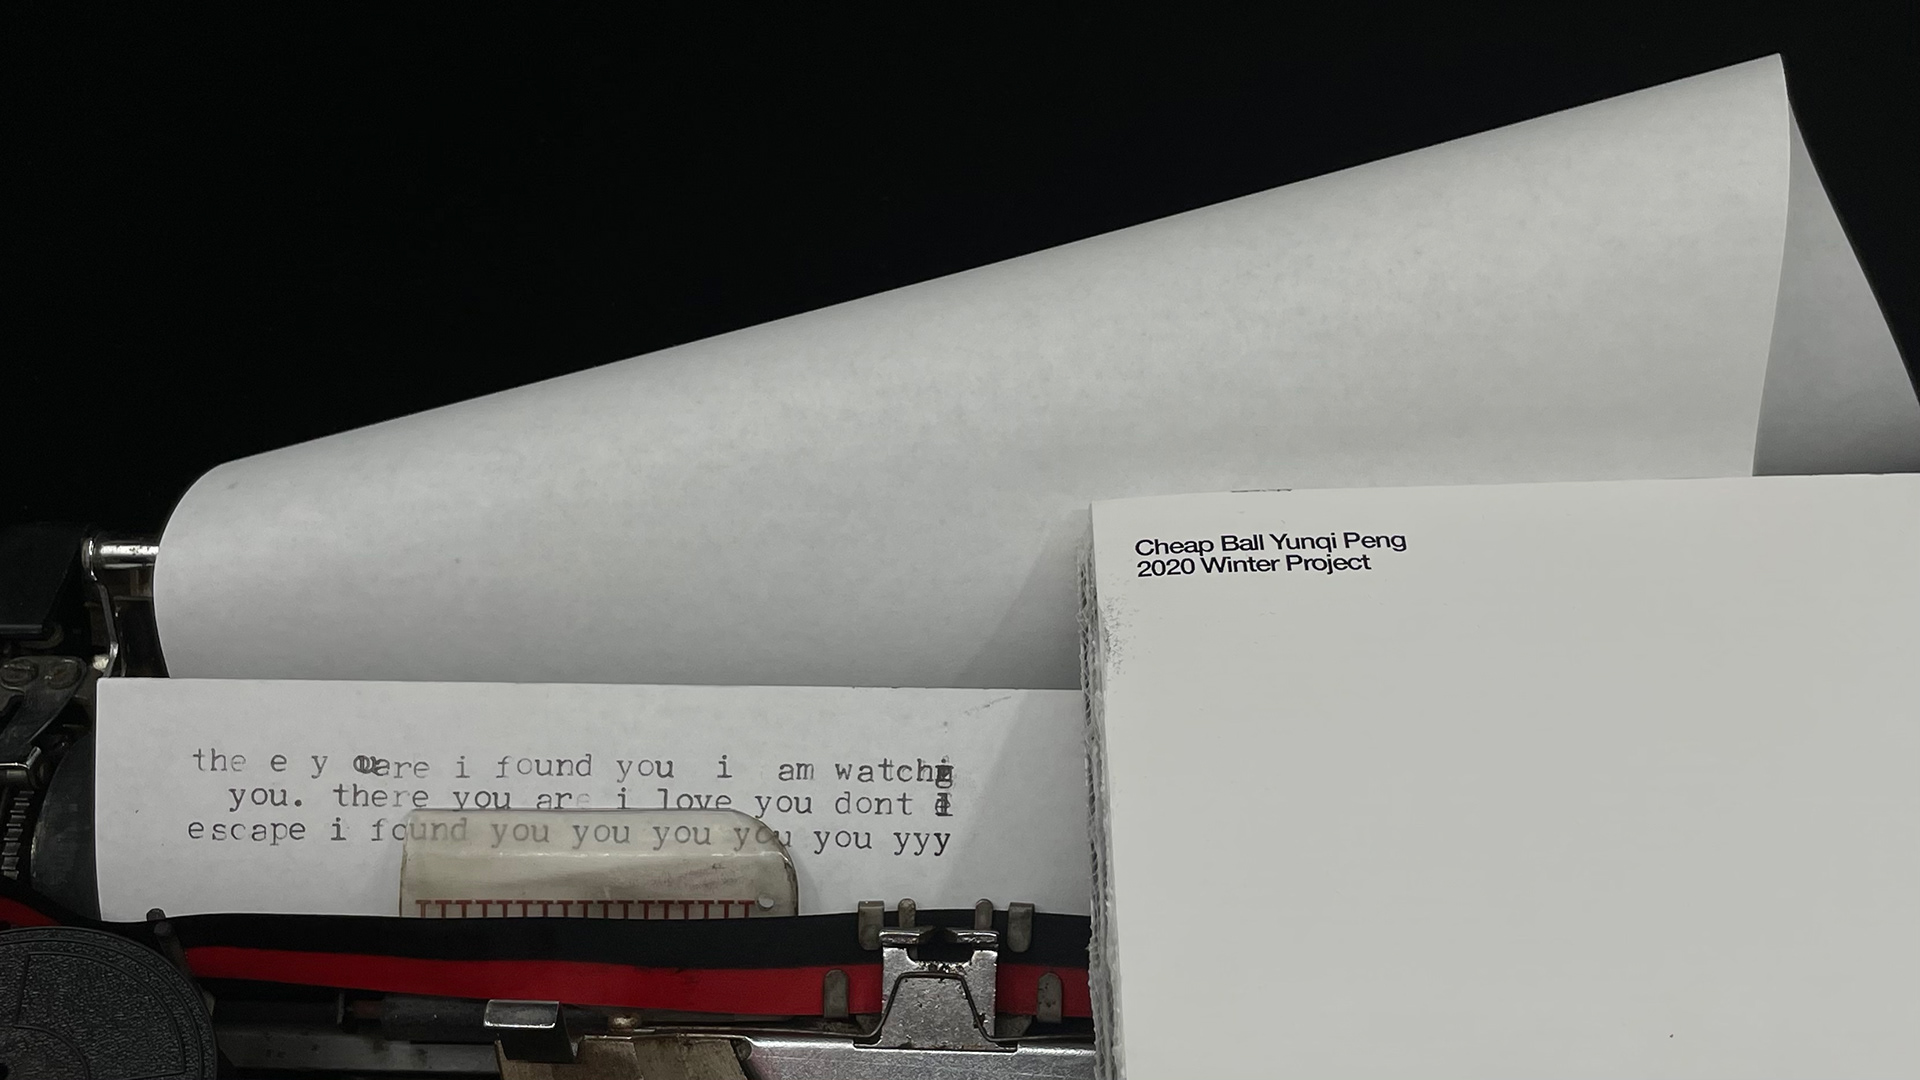 the e y are i found you i am watch
you. there you are i love you dont
escape i found you you you you you yyy
Cheap Ball Yunqi Peng
2020 Winter Project